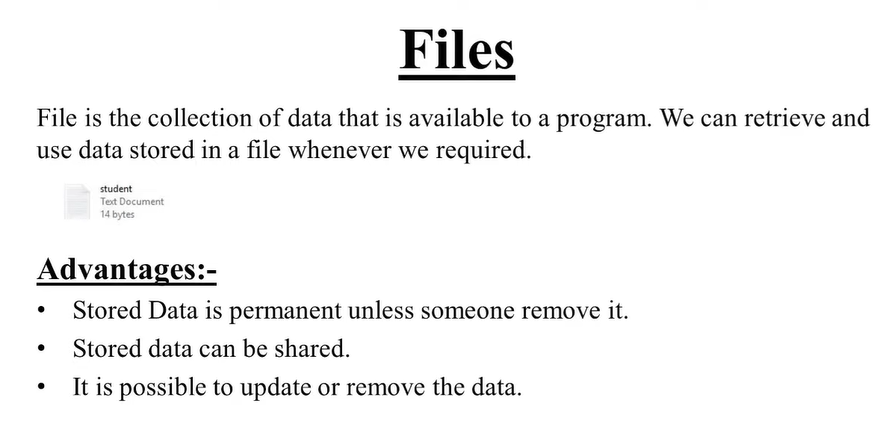 Files
File is the collection of data that is available to a program. We can retrieve and
use data stored in a file whenever we required.
student
Text Document
14 bytes
Advantages:-
• Stored Data is permanent unless someone remove it.
• Stored data can be shared.
• It is possible to update or remove the data.